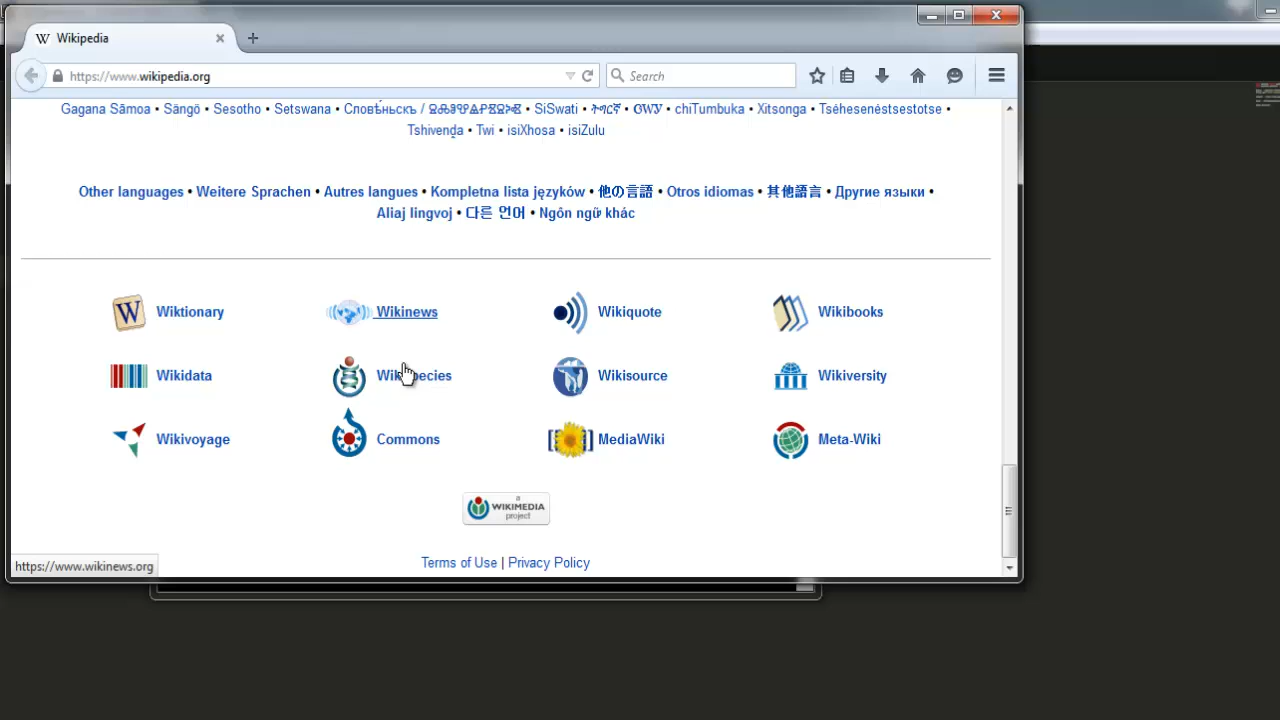 Wikipedia
https://www.wikipedia.org
Search
Gagana Sāmoa • Sängö • Sesotho • Setswana • Словѣ́ньскъ / ⰔⰎⰑⰂⰡⰐⰠⰔⰍⰟ • SiSwati • ትግርኛ • ᏣᎳᎩ • chiTumbuka • Xitsonga • Tsėhesenėstsestotse •
Tshivenḓa • Twi • isiXhosa • isiZulu
Other languages • Weitere Sprachen • Autres langues • Kompletna lista języków • 他の言語 • Otros idiomas • 其他語言 • Другие языки •
Aliaj lingvoj • 다른 언어 • Ngôn ngữ khác
Wiktionary Wikinews Wikiquote Wikibooks
Wikidata Wikispecies Wikisource Wikiversity
Wikivoyage Commons MediaWiki Meta-Wiki
a
WIKIMEDIA
project
Terms of Use | Privacy Policy
https://www.wikinews.org